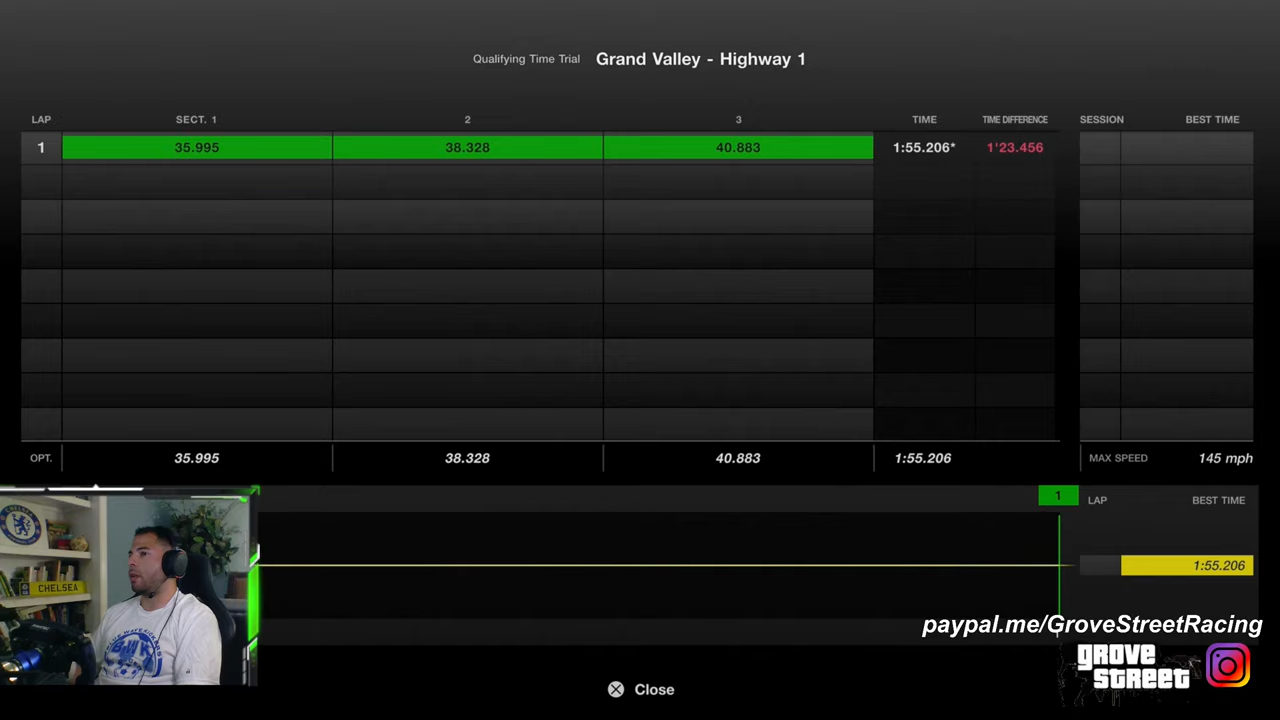 Qualifying Time Trial Grand Valley - Highway 1
LAP SECT. 1 2 3 TIME TIME DIFFERENCE SESSION BEST TIME
1 35.995 38.328 40.883 1:55.206* 1'23.456
OPT. 35.995 38.328 40.883 1:55.206 MAX SPEED 145 mph
1 LAP BEST TIME
1:55.206
CHELSEA
paypal.me/GroveStreetRacing
grove
street
Close